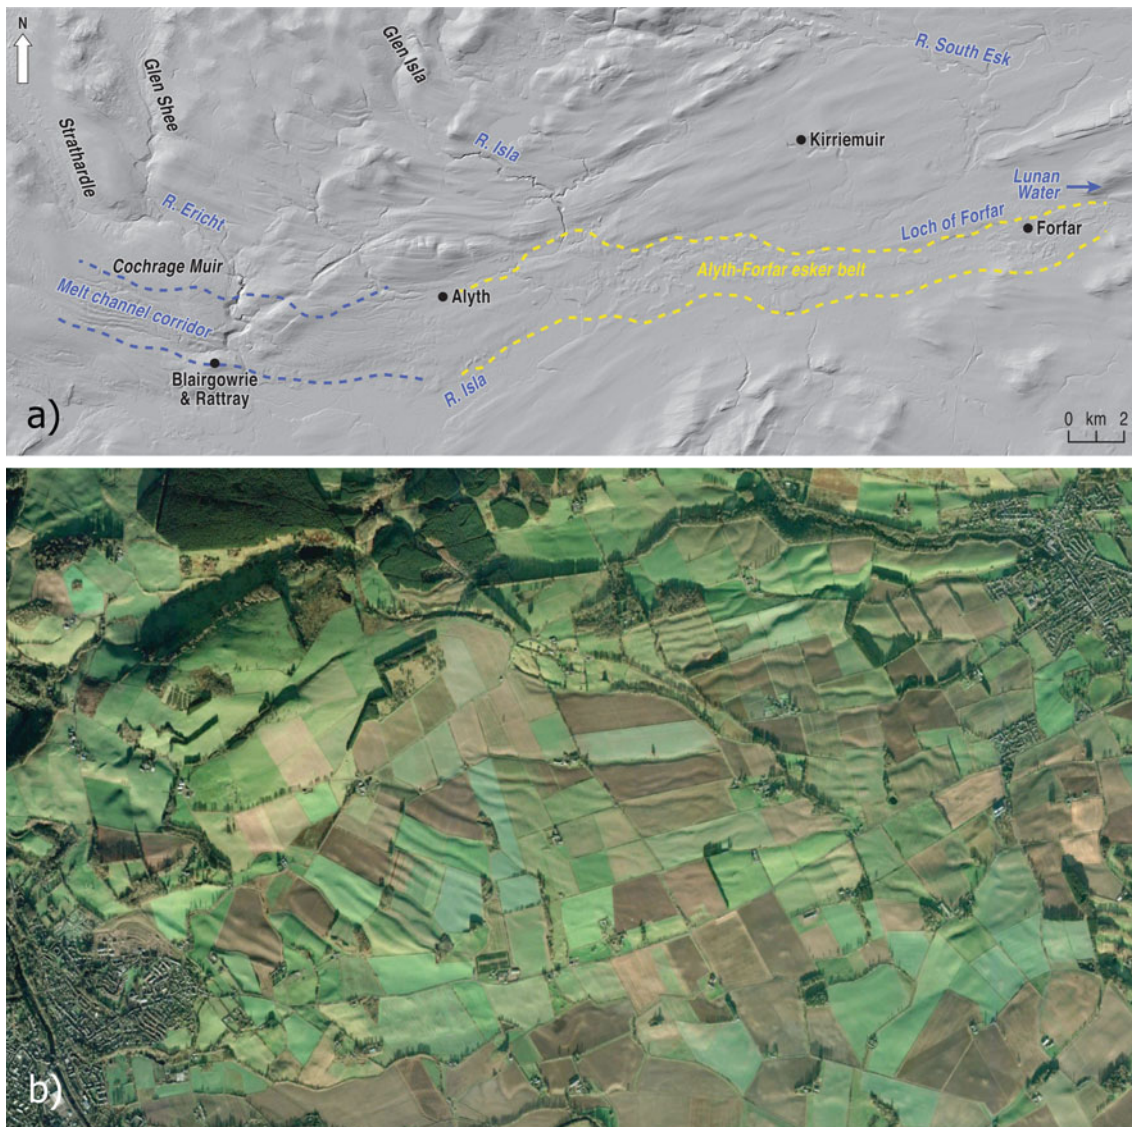 N
Glen Isla
R. South Esk
Glen Shee
Strathardle
R. Isla
Kirriemuir
Lunan
Water
R. Ericht
Loch of Forfar
Forfar
Cochrage Muir
Alyth-Forfar esker belt
Melt channel corridor
Alyth
R. Isla
Blairgowrie
& Rattray
a)
0 km 2
b)